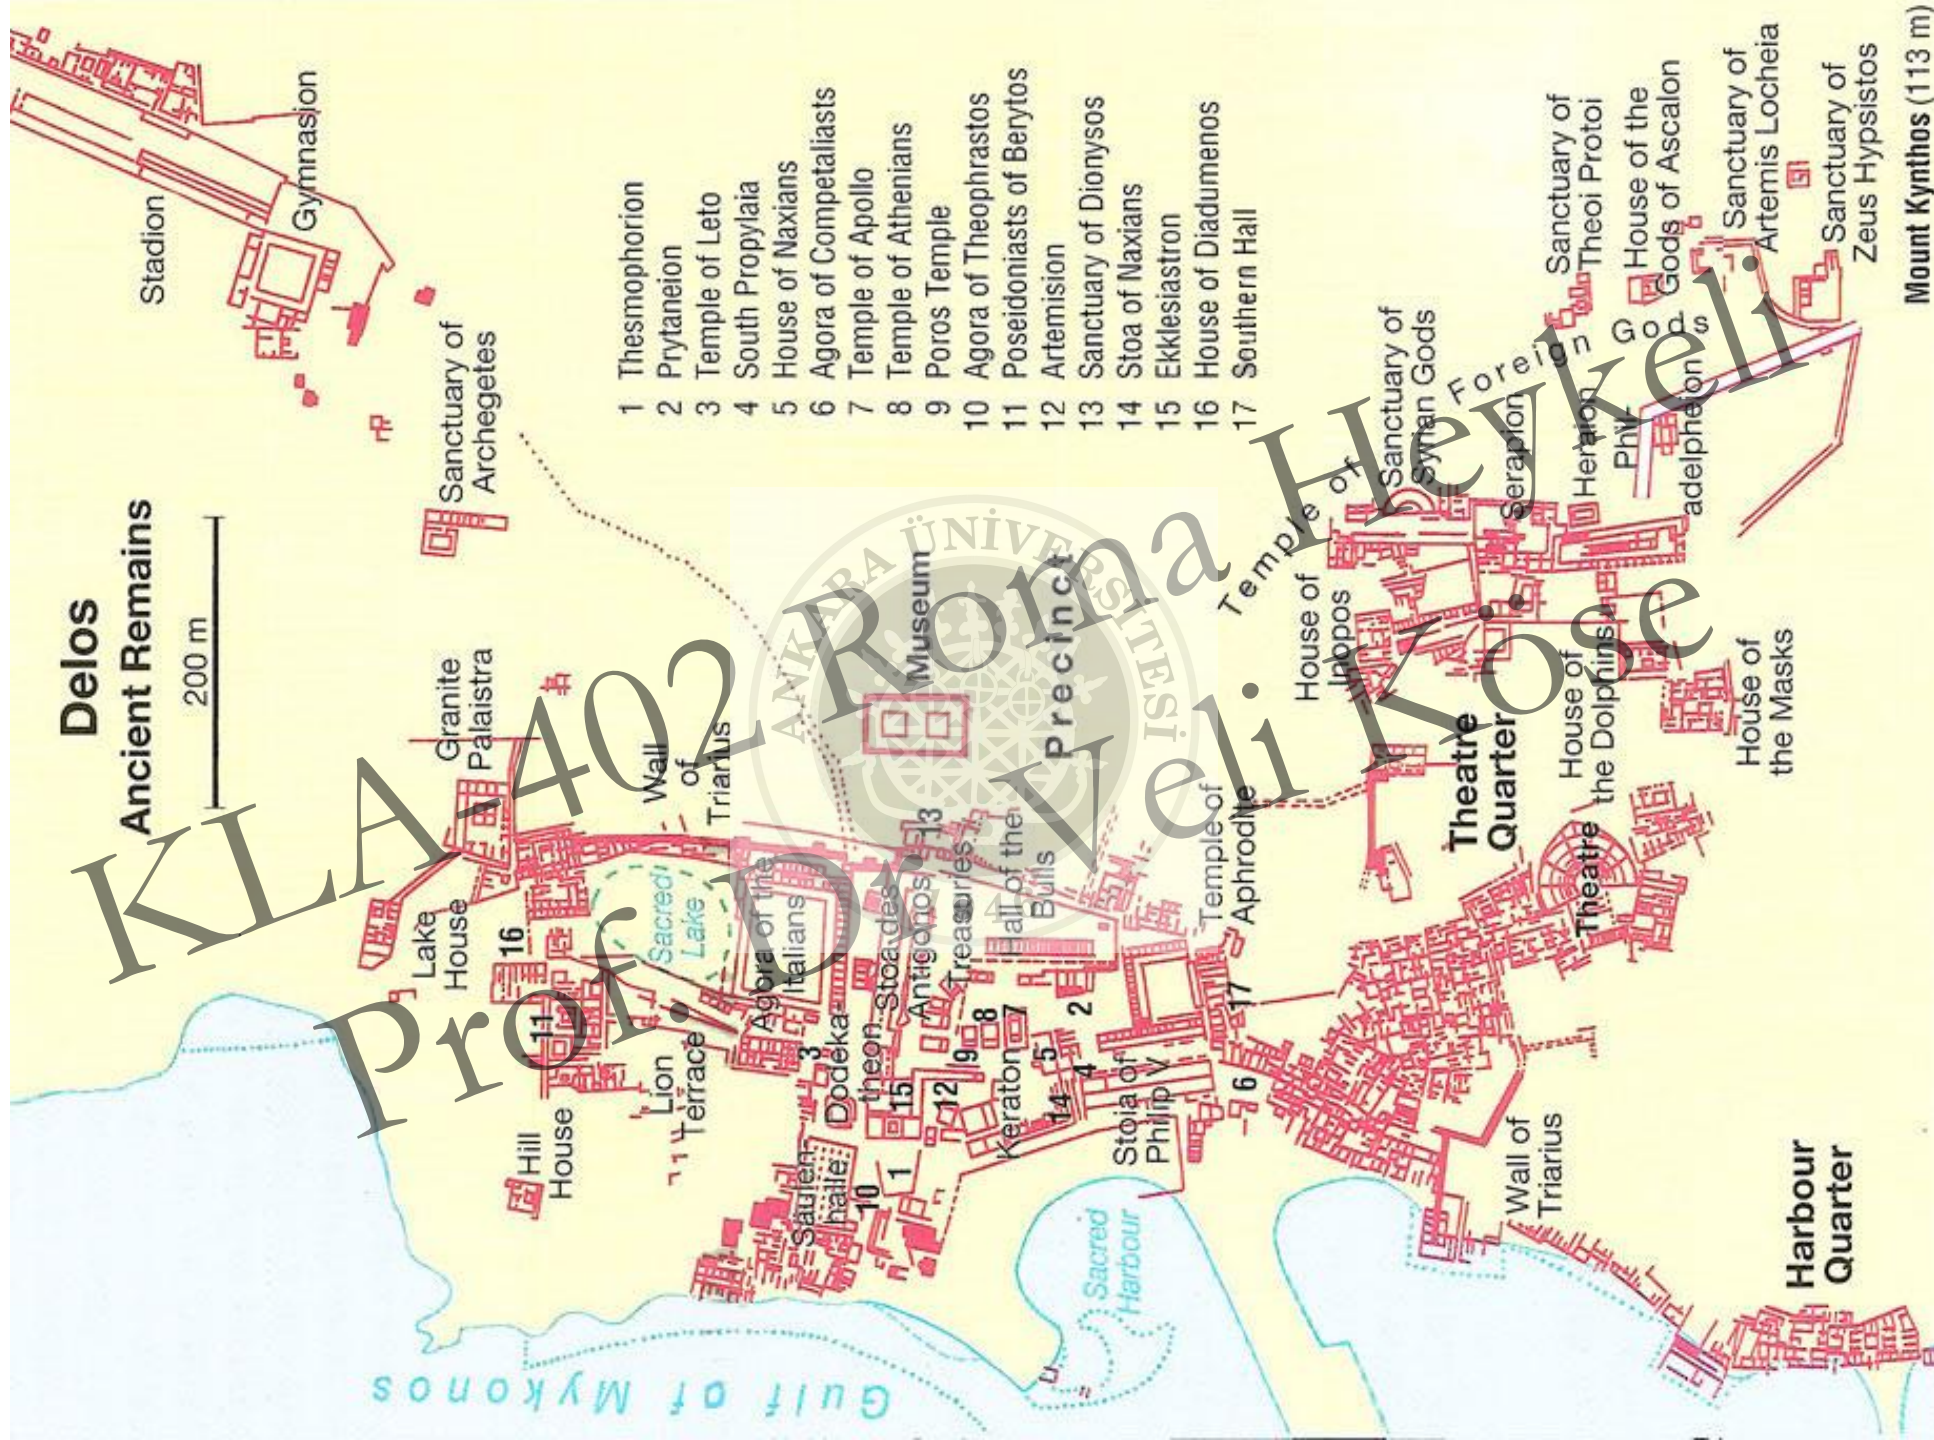 Delos
Ancient Remains
200 m
Stadion
Gymnasion
Sanctuary of
Archegetes
Granite
Palaistra
Lake
House
16
11
Hill
House
Wall
of
Triarius
Sacred
Lake
Lion
Terrace
Agora of the
Italians
Museum
3
Dodeka-
theon
Stoa des
Antigonos
13
Treasuries
Hall of the
Bulls
Precinct
Säulen-
halle
10
1
15
12
9
8
7
Keraton
5
14
4
2
Stoiai of
Philip V
6
17
Temple of
Aphrodite
Sacred
Harbour
Gulf of Mykonos
1 Thesmophorion
2 Prytaneion
3 Temple of Leto
4 South Propylaia
5 House of Naxians
6 Agora of Competaliasts
7 Temple of Apollo
8 Temple of Athenians
9 Poros Temple
10 Agora of Theophrastos
11 Poseidoniasts of Berytos
12 Artemision
13 Sanctuary of Dionysos
14 Stoa of Naxians
15 Ekklesiastron
16 House of Diadumenos
17 Southern Hall
Temple of
Foreign Gods
Sanctuary of
Syrian Gods
Serapion
Heraion
Phil-
adelpheion
Sanctuary of
Theoi Protoi
House of the
Gods of Ascalon
Sanctuary of
Artemis Locheia
Sanctuary of
Zeus Hypsistos
Mount Kynthos (113 m)
House of
Inopos
Theatre
Quarter
House of
the Dolphins
House of
the Masks
Theatre
Wall of
Triarius
Harbour
Quarter
KLA-402 Roma Heykeli
Prof. Dr. Veli Köse
ANKARA ÜNİVERSİTESİ